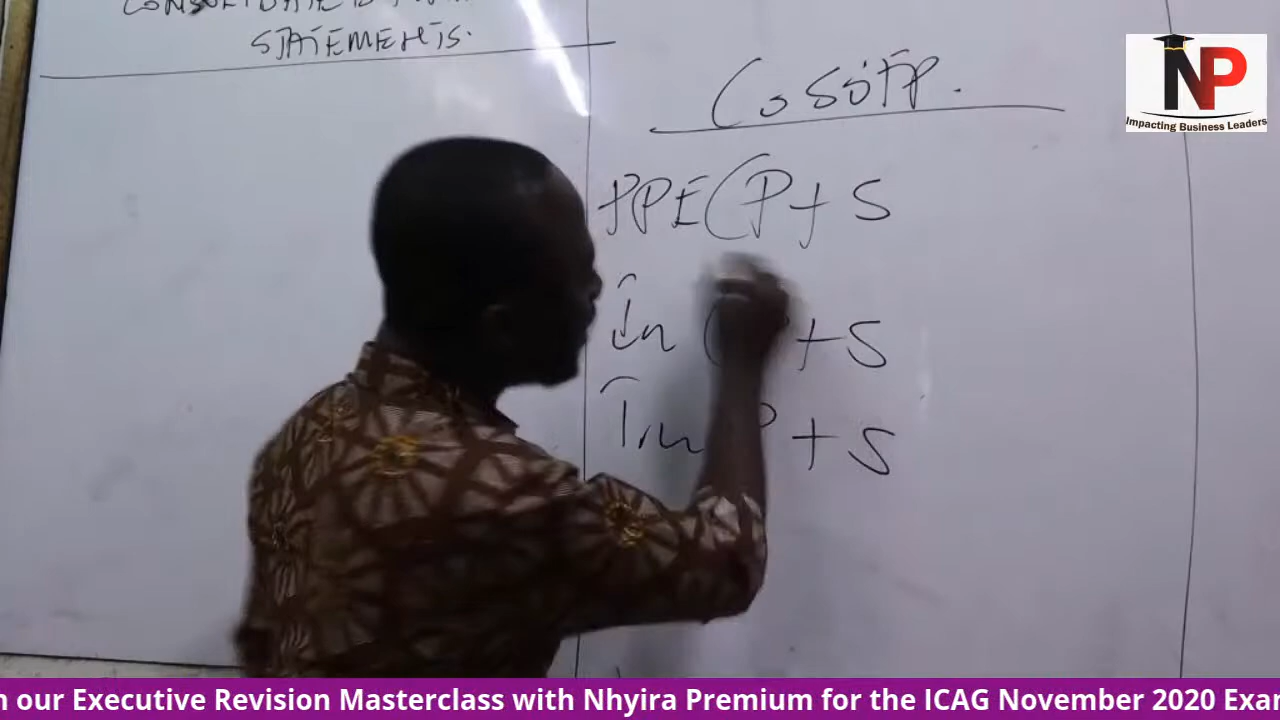 STATEMENTS.
CoSOFP.
PPE (P + S
In ( P + S
Inv P + S
NP
Impacting Business Leaders
n our Executive Revision Masterclass with Nhyira Premium for the ICAG November 2020 Exar